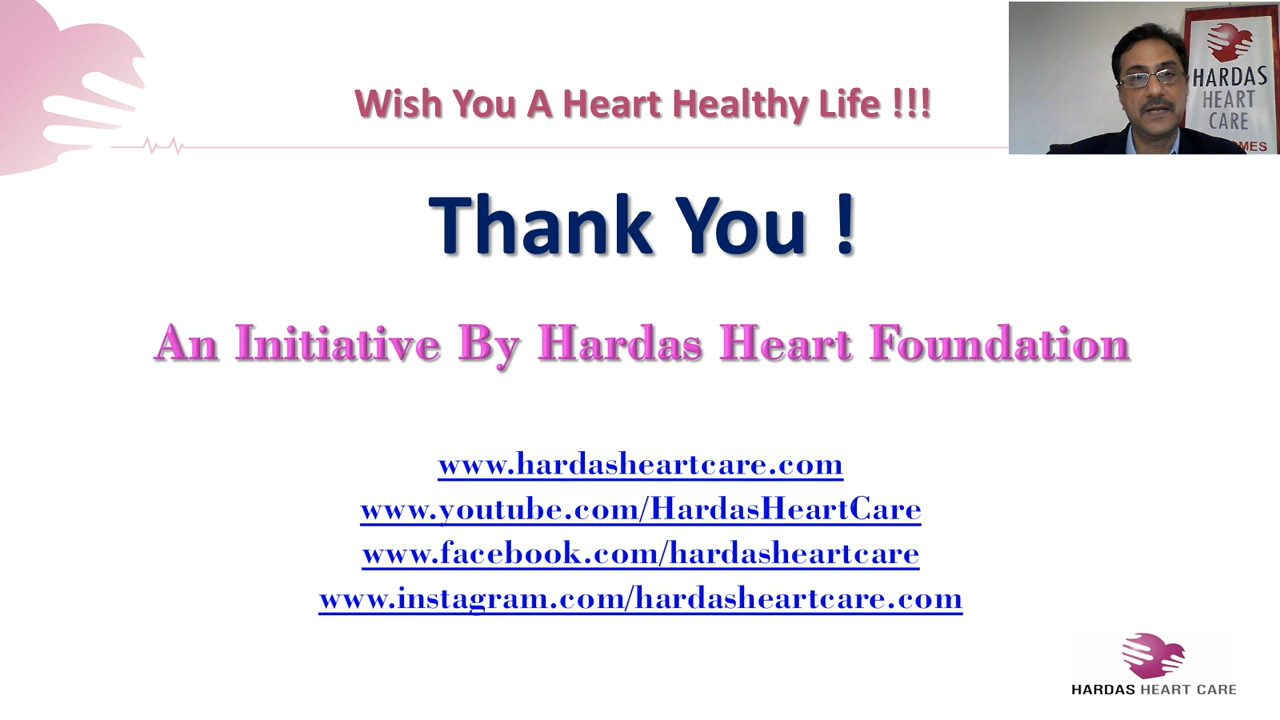 Wish You A Heart Healthy Life !!!
HARDAS
HEART
CARE
Thank You !
An Initiative By Hardas Heart Foundation
www.hardasheartcare.com
www.youtube.com/HardasHeartCare
www.facebook.com/hardasheartcare
www.instagram.com/hardasheartcare.com
HARDAS HEART CARE